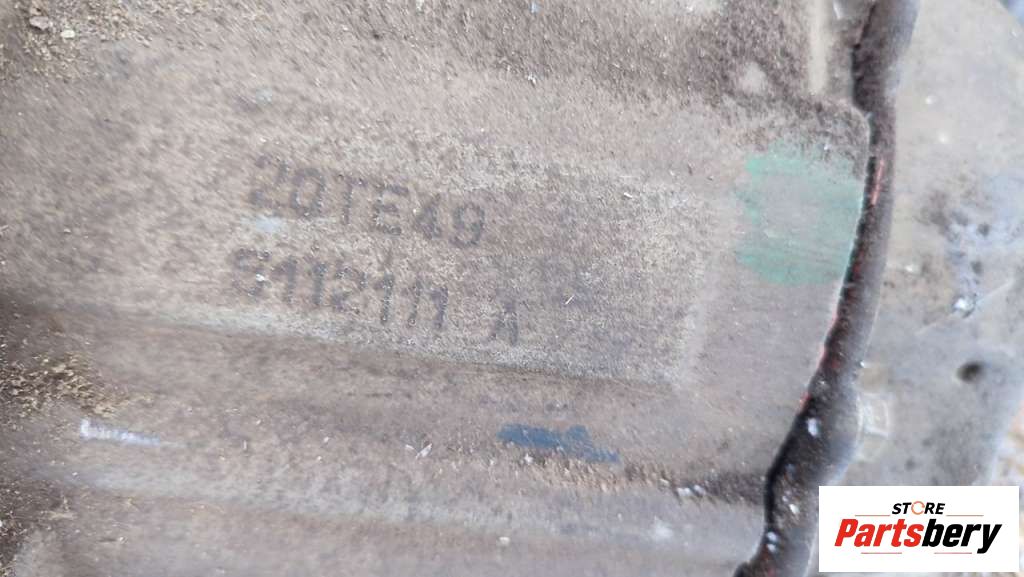 20TE49
S112111 A
STORE
Partsbery